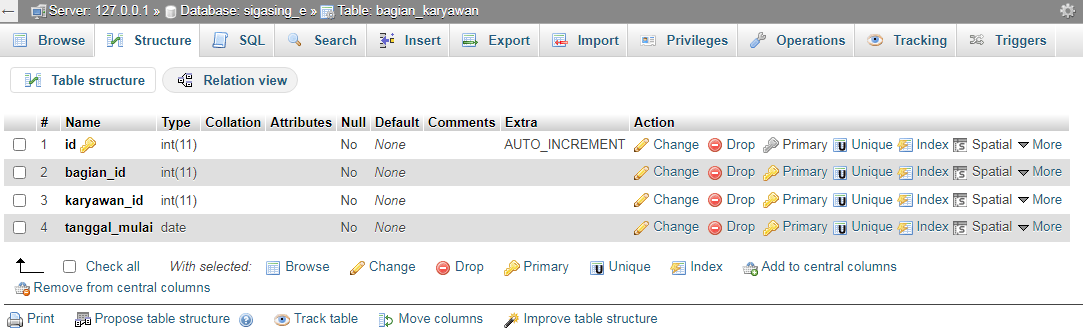 Server: 127.0.0.1 » Database: sigasing_e » Table: bagian_karyawan
Browse Structure SQL Search Insert Export Import Privileges Operations Tracking Triggers
Table structure Relation view
# Name Type Collation Attributes Null Default Comments Extra Action
1 id int(11) No None AUTO_INCREMENT Change Drop Primary Unique Index Spatial More
2 bagian_id int(11) No None Change Drop Primary Unique Index Spatial More
3 karyawan_id int(11) No None Change Drop Primary Unique Index Spatial More
4 tanggal_mulai date No None Change Drop Primary Unique Index Spatial More
Check all With selected: Browse Change Drop Primary Unique Index Add to central columns
Remove from central columns
Print Propose table structure Track table Move columns Improve table structure